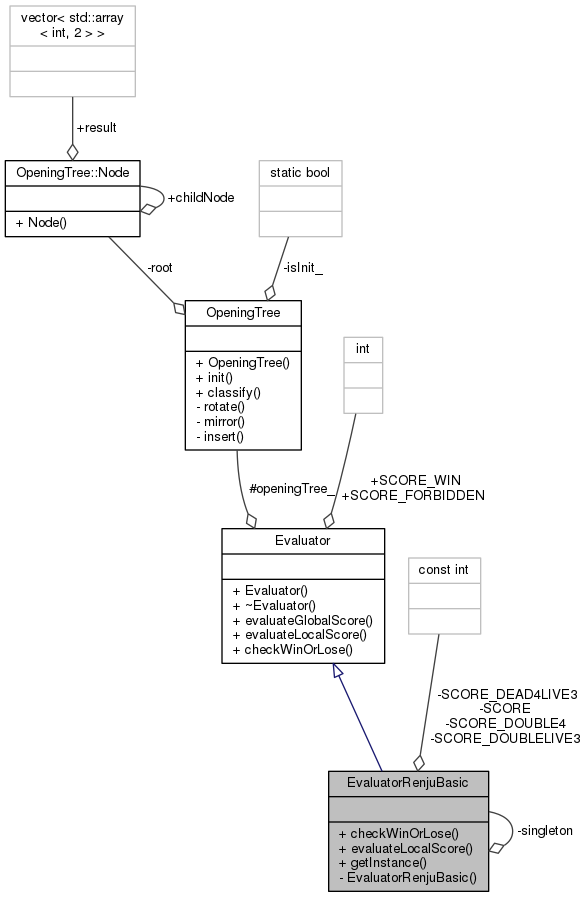 vector< std::array
< int, 2 > >
+result
OpeningTree::Node
+ Node()
+childNode
static bool
-root
-isInit_
OpeningTree
+ OpeningTree()
+ init()
+ classify()
- rotate()
- mirror()
- insert()
int
#openingTree_
+SCORE_WIN
+SCORE_FORBIDDEN
Evaluator
+ Evaluator()
+ ~Evaluator()
+ evaluateGlobalScore()
+ evaluateLocalScore()
+ checkWinOrLose()
const int
-SCORE_DEAD4LIVE3
-SCORE
-SCORE_DOUBLE4
-SCORE_DOUBLELIVE3
EvaluatorRenjuBasic
+ checkWinOrLose()
+ evaluateLocalScore()
+ getInstance()
- EvaluatorRenjuBasic()
-singleton